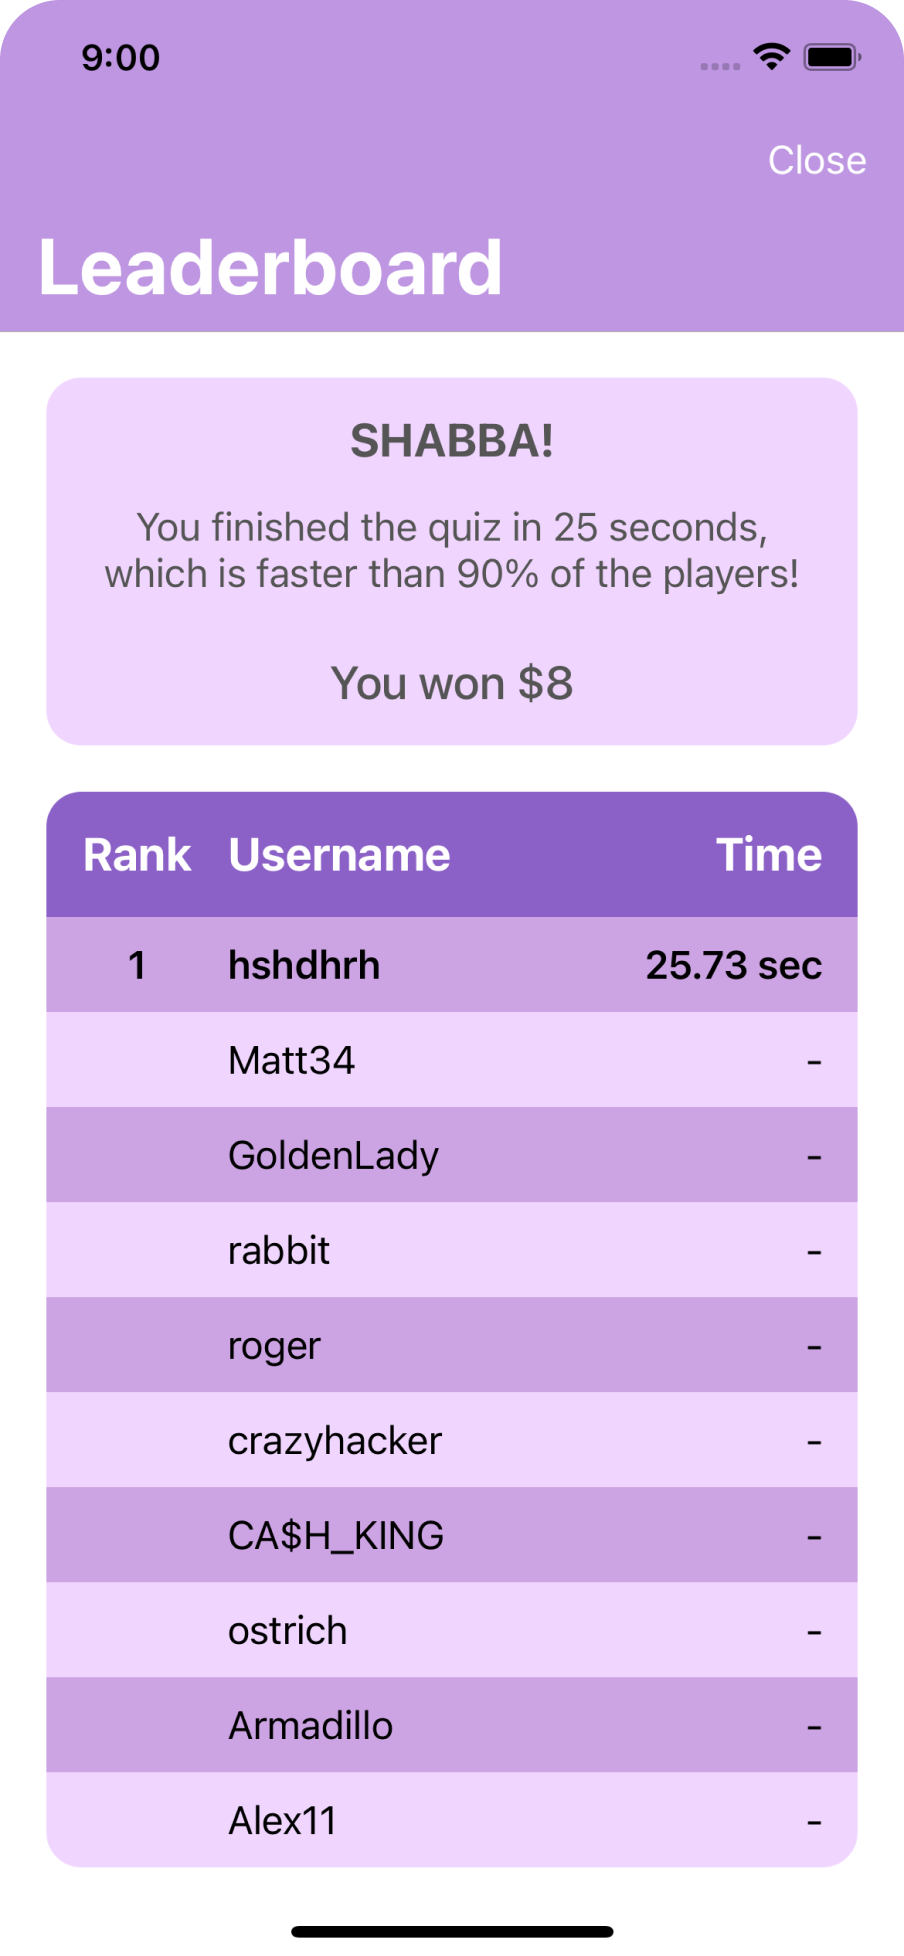 9:00
Close
Leaderboard
SHABBA!
You finished the quiz in 25 seconds,
which is faster than 90% of the players!
You won $8
Rank Username Time
1 hshdhrh 25.73 sec
Matt34 -
GoldenLady -
rabbit -
roger -
crazyhacker -
CA$H_KING -
ostrich -
Armadillo -
Alex11 -